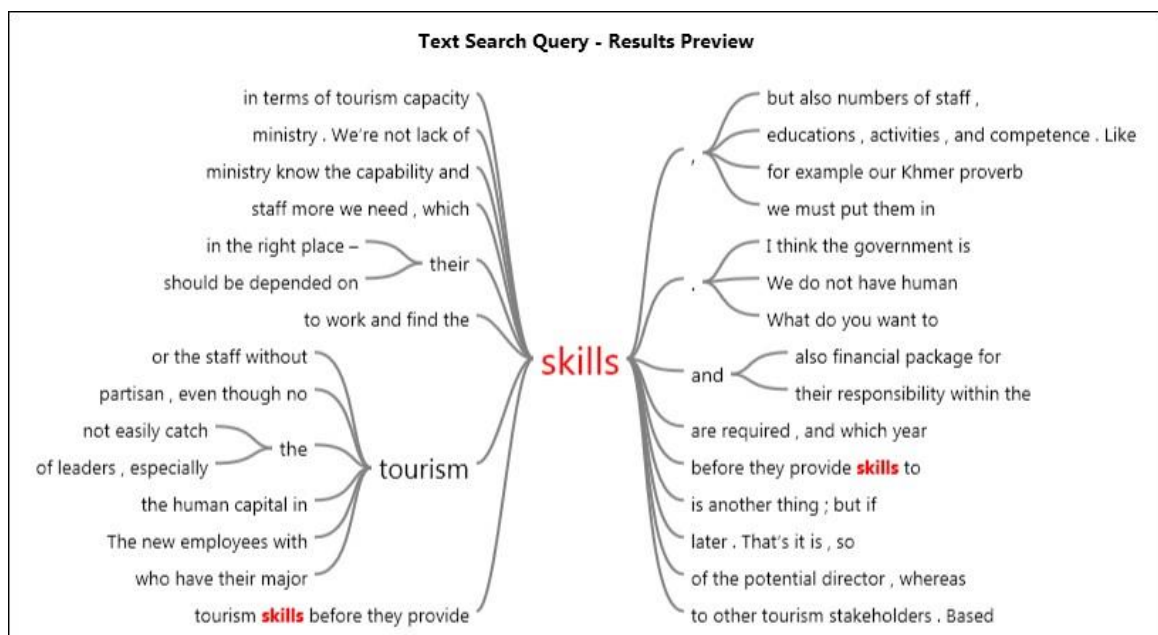 Text Search Query - Results Preview
in terms of tourism capacity
ministry . We're not lack of
ministry know the capability and
staff more we need , which
in the right place –
should be depended on
their
to work and find the
or the staff without
partisan , even though no
not easily catch
of leaders , especially
the
the human capital in
The new employees with
who have their major
tourism
tourism skills before they provide
skills
,
but also numbers of staff ,
educations , activities , and competence . Like
for example our Khmer proverb
we must put them in
.
I think the government is
We do not have human
What do you want to
and
also financial package for
their responsibility within the
are required , and which year
before they provide skills to
is another thing ; but if
later . That's it is , so
of the potential director , whereas
to other tourism stakeholders . Based